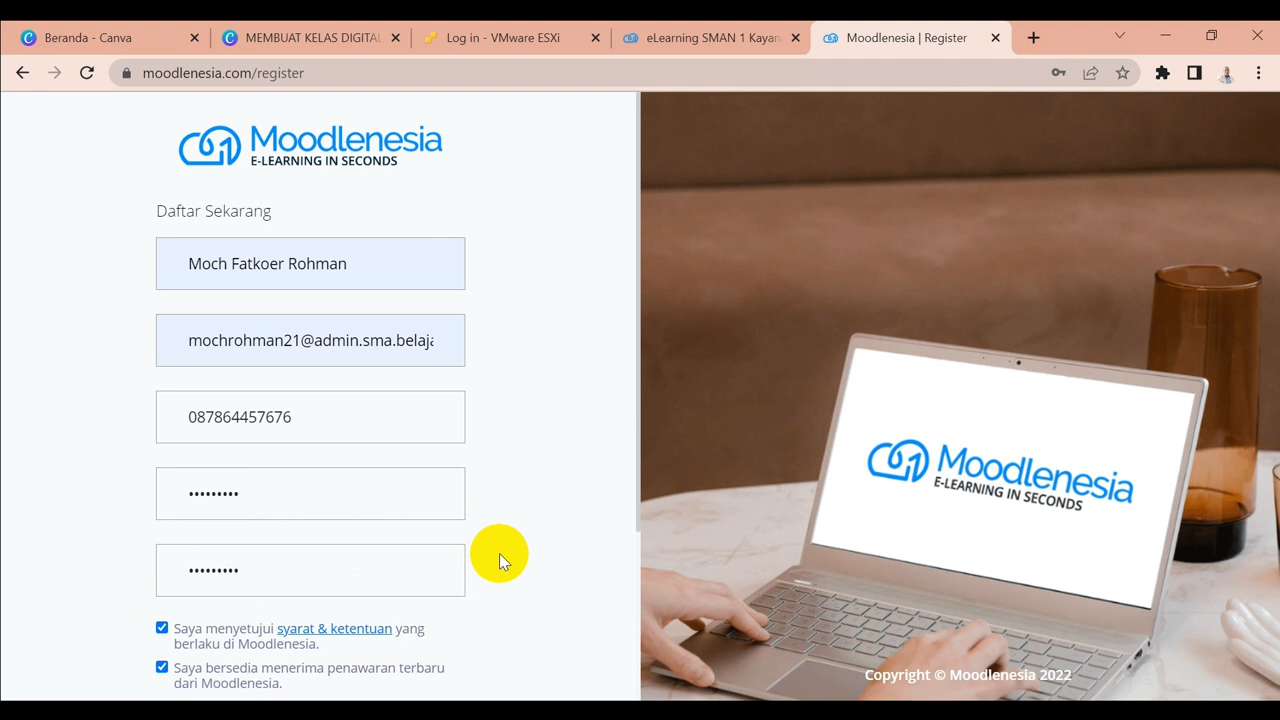 Beranda - Canva
MEMBUAT KELAS DIGITAL
Log in - VMware ESXi
eLearning SMAN 1 Kayan
Moodlenesia | Register
moodlenesia.com/register
Moodlenesia
E-LEARNING IN SECONDS
Daftar Sekarang
Moch Fatkoer Rohman
mochrohman21@admin.sma.belaja
087864457676
•••••••••
•••••••••
Saya menyetujui syarat & ketentuan yang
berlaku di Moodlenesia.
Saya bersedia menerima penawaran terbaru
dari Moodlenesia.
Moodlenesia
E-LEARNING IN SECONDS
Copyright © Moodlenesia 2022